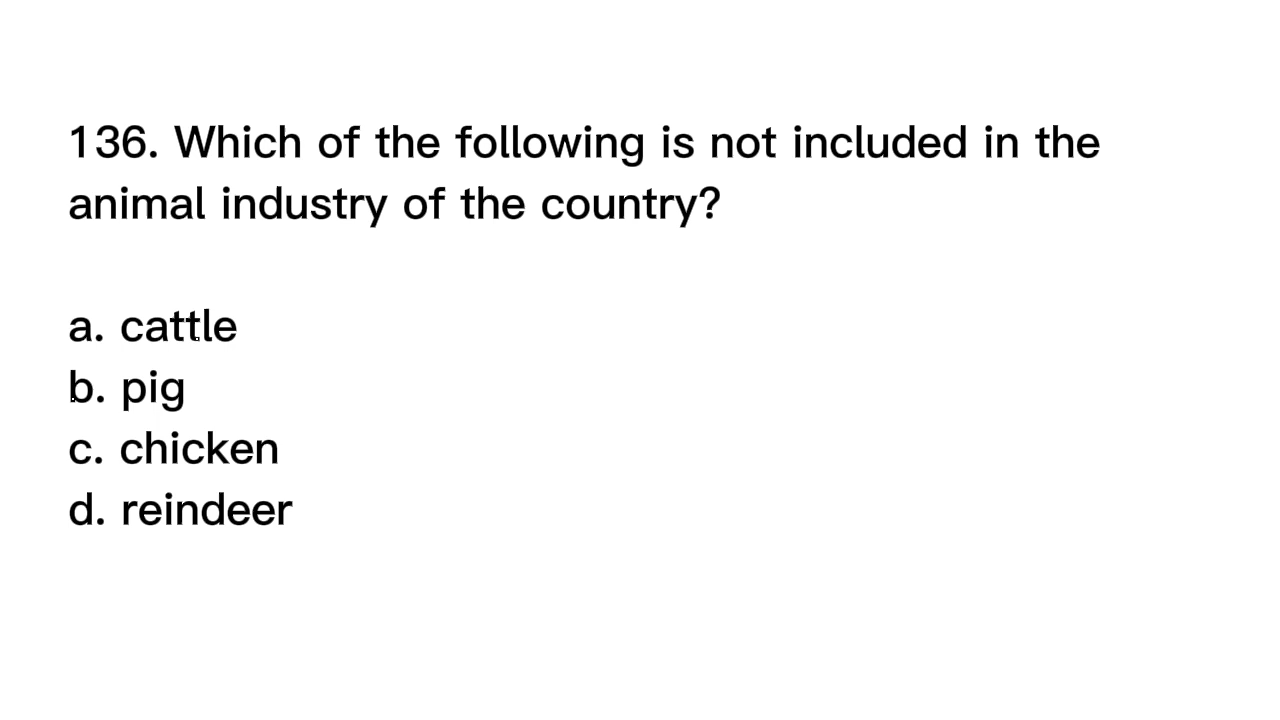 136. Which of the following is not included in the
animal industry of the country?
a. cattle
b. pig
c. chicken
d. reindeer